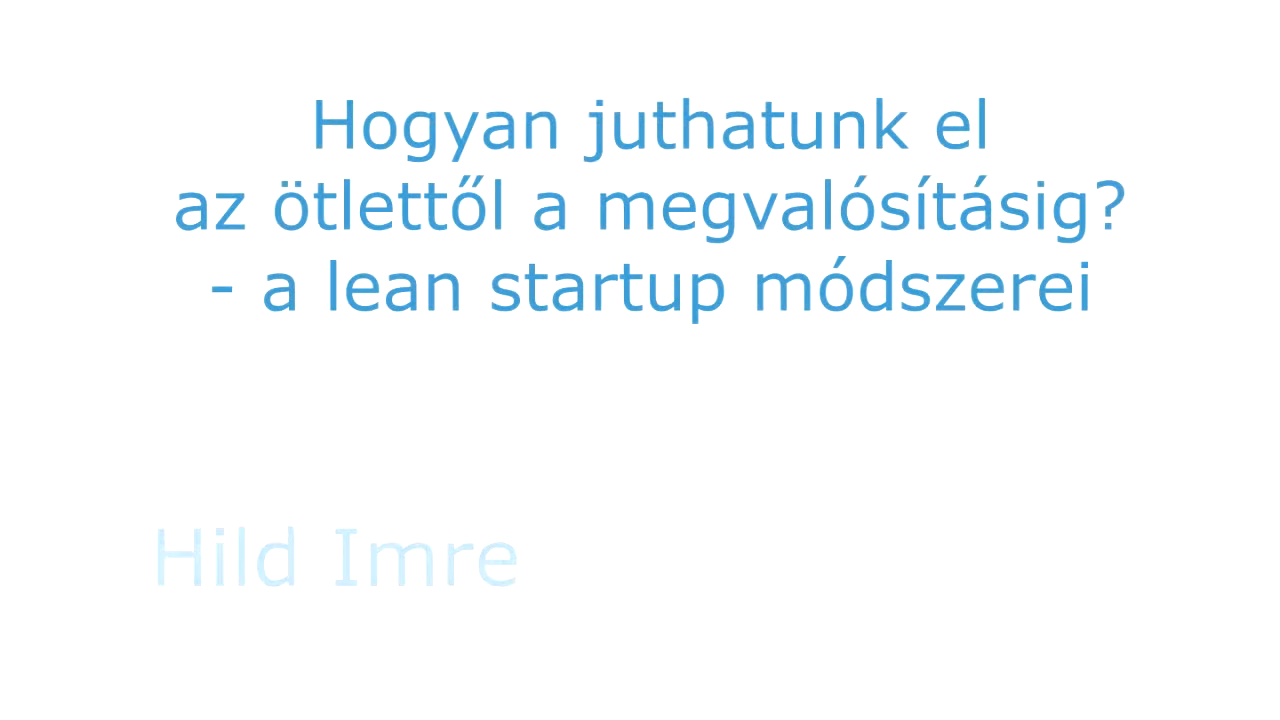 Hogyan juthatunk el
az ötlettől a megvalósításig?
- a lean startup módszerei
Hild Imre